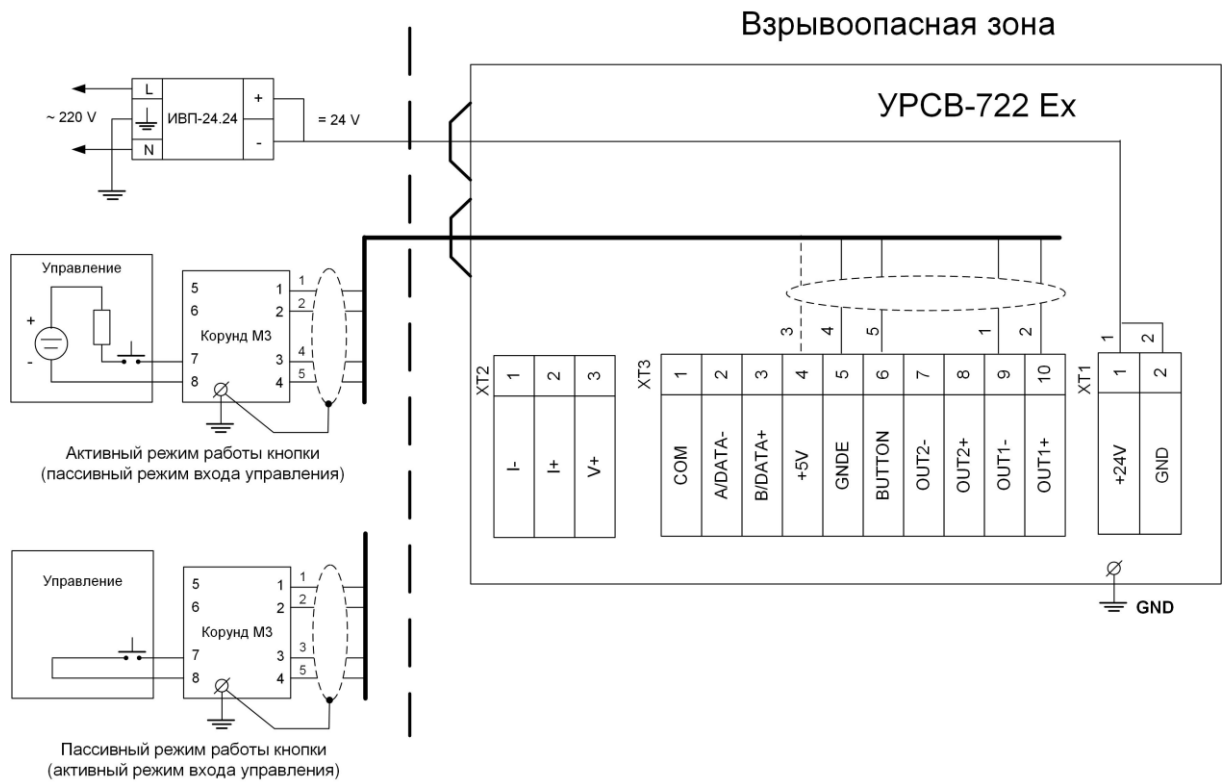 Взрывоопасная зона
УРСВ-722 Ex
~ 220 V
L
N
ИВП-24.24
+
-
= 24 V
Управление
+
-
5
6
7
8
Корунд М3
1
2
3
4
1
2
4
5
Активный режим работы кнопки
(пассивный режим входа управления)
Управление
5
6
7
8
Корунд М3
1
2
3
4
1
2
3
5
Пассивный режим работы кнопки
(активный режим входа управления)
XT2
1
2
3
I-
I+
V+
3
4
5
1
2
XT3
1
2
3
4
5
6
7
8
9
10
COM
A/DATA-
B/DATA+
+5V
GNDE
BUTTON
OUT2-
OUT2+
OUT1-
OUT1+
1
2
XT1
1
2
+24V
GND
GND